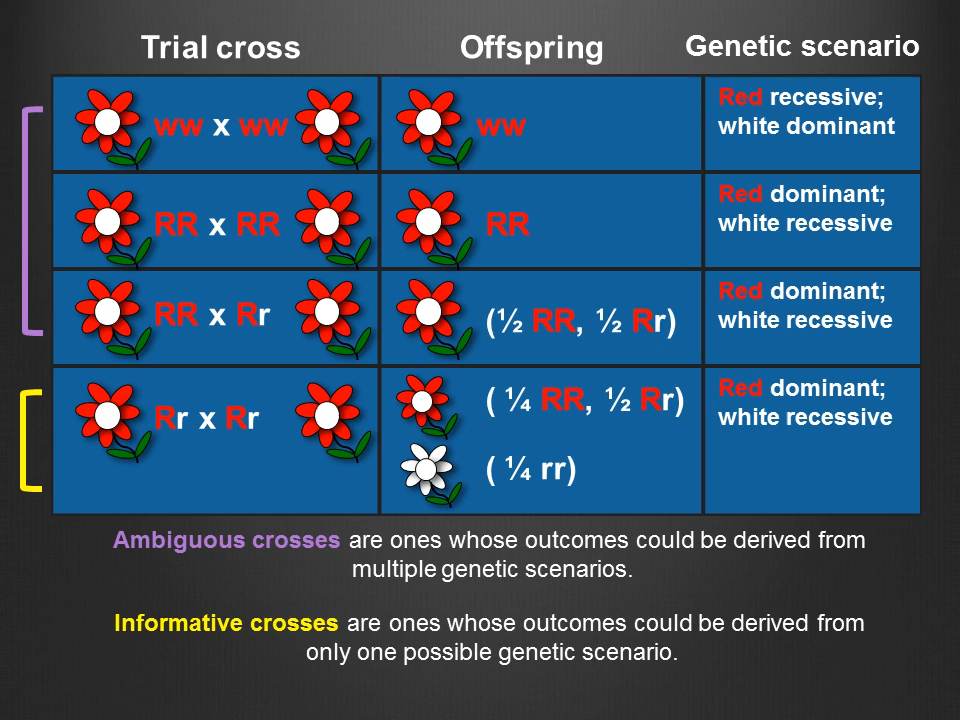 Trial cross Offspring Genetic scenario
ww x ww ww Red recessive;
white dominant
RR x RR RR Red dominant;
white recessive
RR x Rr (½ RR, ½ Rr) Red dominant;
white recessive
Rr x Rr ( ¼ RR, ½ Rr) Red dominant;
white recessive
( ¼ rr)
Ambiguous crosses are ones whose outcomes could be derived from
multiple genetic scenarios.
Informative crosses are ones whose outcomes could be derived from
only one possible genetic scenario.